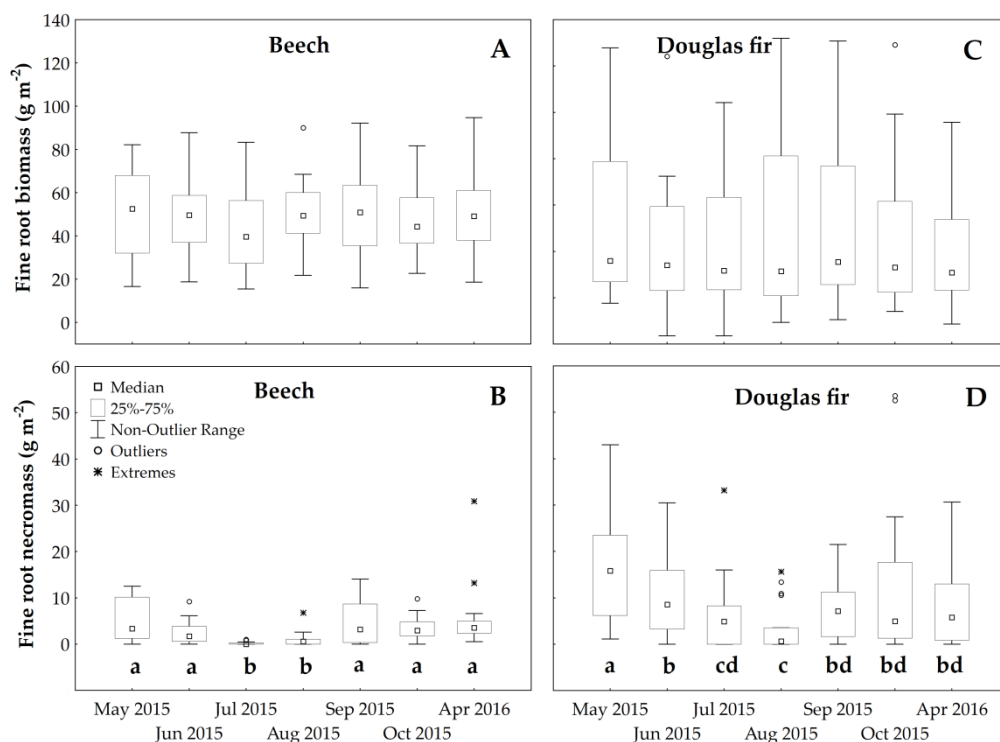 Fine root biomass (g m⁻²)
140
120
100
80
60
40
20
0
Beech
A
Douglas fir
C
Fine root necromass (g m⁻²)
60
50
40
30
20
10
0
Beech
B
Median
25%-75%
Non-Outlier Range
Outliers
Extremes
a a b b a a a
Douglas fir
D
a b cd c bd bd bd
May 2015 Jul 2015 Sep 2015 Apr 2016
Jun 2015 Aug 2015 Oct 2015
May 2015 Jul 2015 Sep 2015 Apr 2016
Jun 2015 Aug 2015 Oct 2015